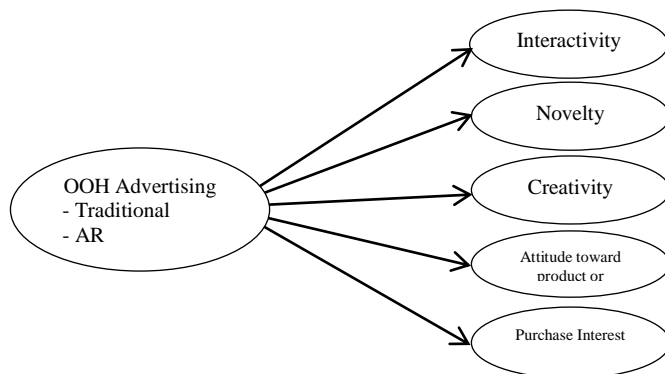 Interactivity
Novelty
OOH Advertising
- Traditional
- AR
Creativity
Attitude toward
product or
Purchase Interest